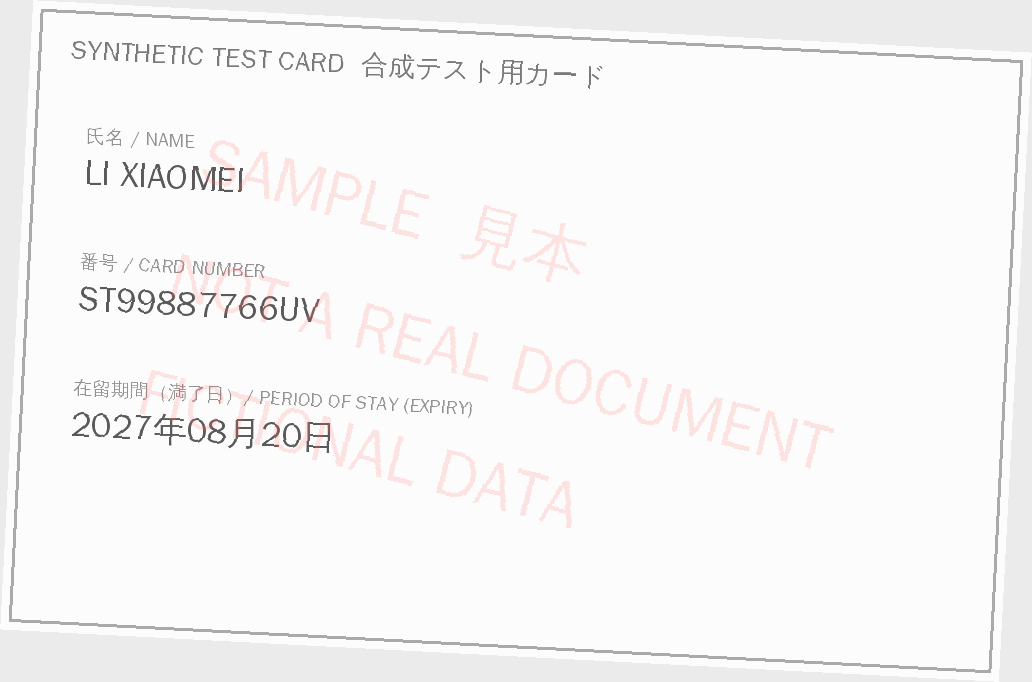 SYNTHETIC TEST CARD 合成テスト用カード
氏名 / NAME
LI XIAOMEI
SAMPLE 見本
番号 / CARD NUMBER
ST99887766UV
NOT A REAL DOCUMENT
在留期間（満了日） / PERIOD OF STAY (EXPIRY)
2027年08月20日
FICTIONAL DATA